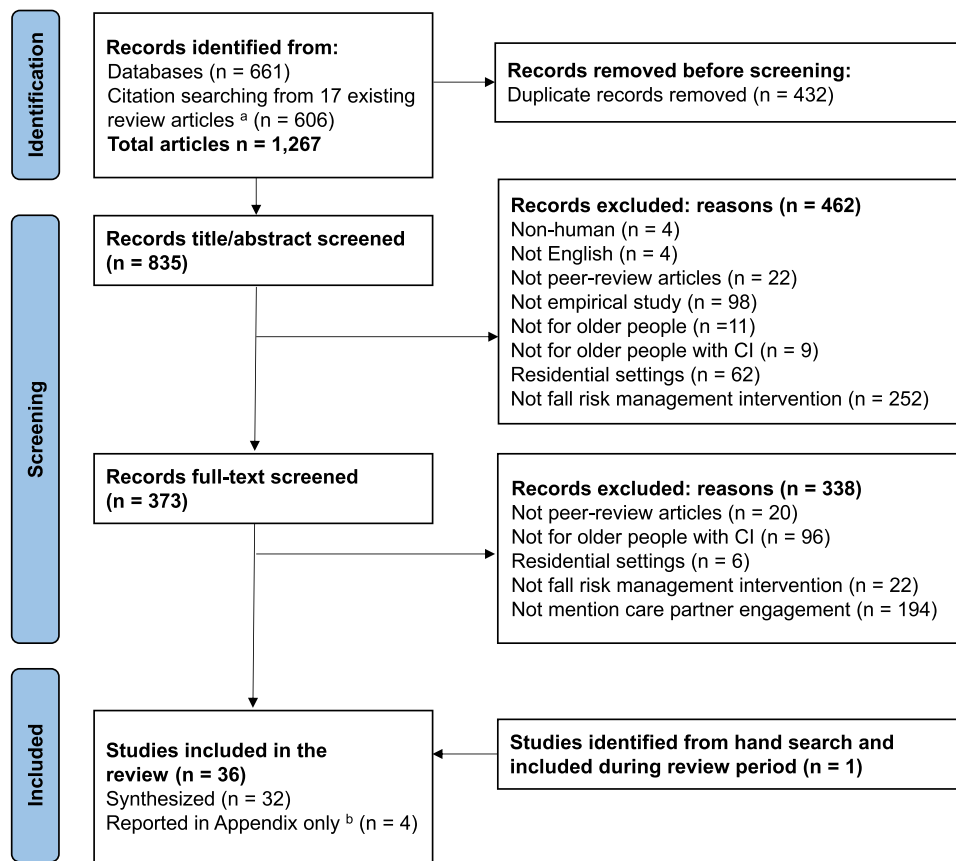 Identification
Records identified from:
Databases (n = 661)
Citation searching from 17 existing
review articles ᵃ (n = 606)
Total articles n = 1,267
Records removed before screening:
Duplicate records removed (n = 432)
Screening
Records title/abstract screened
(n = 835)
Records excluded: reasons (n = 462)
Non-human (n = 4)
Not English (n = 4)
Not peer-review articles (n = 22)
Not empirical study (n = 98)
Not for older people (n =11)
Not for older people with CI (n = 9)
Residential settings (n = 62)
Not fall risk management intervention (n = 252)
Records full-text screened
(n = 373)
Records excluded: reasons (n = 338)
Not peer-review articles (n = 20)
Not for older people with CI (n = 96)
Residential settings (n = 6)
Not fall risk management intervention (n = 22)
Not mention care partner engagement (n = 194)
Included
Studies included in the
review (n = 36)
Synthesized (n = 32)
Reported in Appendix only ᵇ (n = 4)
Studies identified from hand search and
included during review period (n = 1)